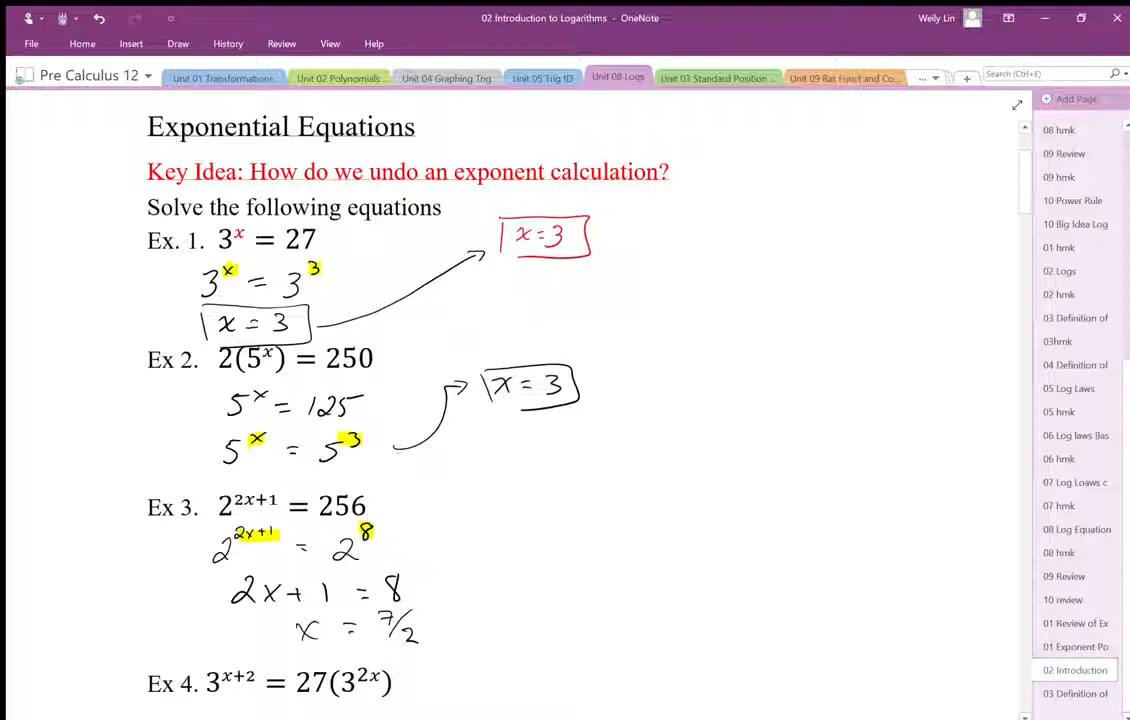 02 Introduction to Logarithms - OneNote
Weily Lin
File Home Insert Draw History Review View Help
Pre Calculus 12
Unit 01 Transformation
Unit 02 Polynomials
Unit 04 Graphing Trig
Unit 05 Trig ID
Unit 08 Logs
Unit 03 Standard Position ...
Unit 09 Rat Funct and Co...
...
Search (Ctrl+E)
Exponential Equations
Key Idea: How do we undo an exponent calculation?
Solve the following equations
Ex. 1. 3^x = 27
3^x = 3^3
x = 3
x = 3
Ex 2. 2(5^x) = 250
5^x = 125
5^x = 5^3
x = 3
Ex 3. 2^{2x+1} = 256
2^{2x+1} = 2^8
2x + 1 = 8
x = 7/2
Ex 4. 3^{x+2} = 27(3^{2x})
Add Page
08 hmk
09 Review
09 hmk
10 Power Rule
10 Big Idea Log
01 hmk
02 Logs
02 hmk
03 Definition of
03hmk
04 Definition of
05 Log Laws
05 hmk
06 Log laws Bas
06 hmk
07 Log Loaws c
07 hmk
08 Log Equation
08 hmk
09 Review
10 review
01 Review of Ex
01 Exponent Po
02 Introduction
03 Definition of